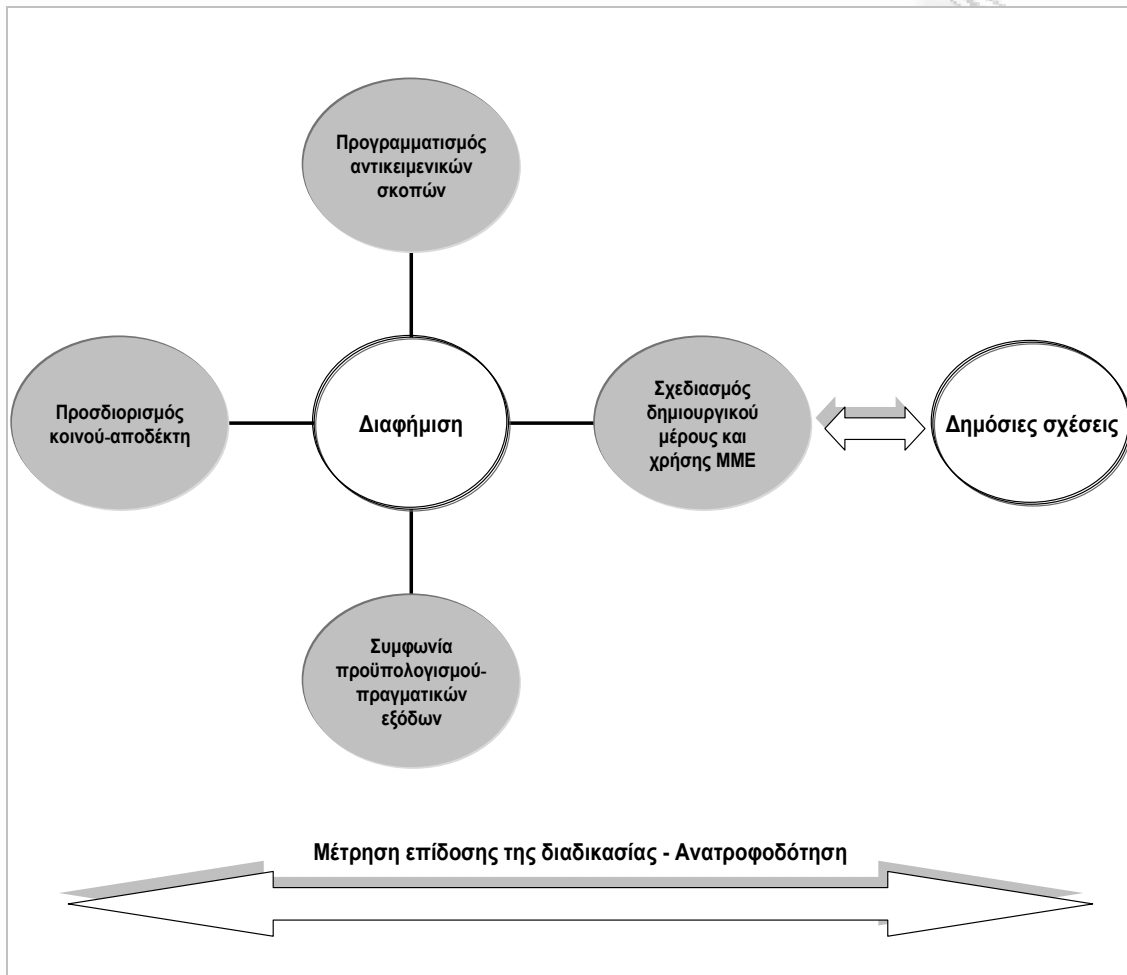 Προγραμματισμός
αντικειμενικών
σκοπών
Προσδιορισμός
κοινού-αποδέκτη
Διαφήμιση
Σχεδιασμός
δημιουργικού
μέρους και
χρήσης ΜΜΕ
Δημόσιες σχέσεις
Συμφωνία
προϋπολογισμού-
πραγματικών
εξόδων
Μέτρηση επίδοσης της διαδικασίας - Ανατροφοδότηση